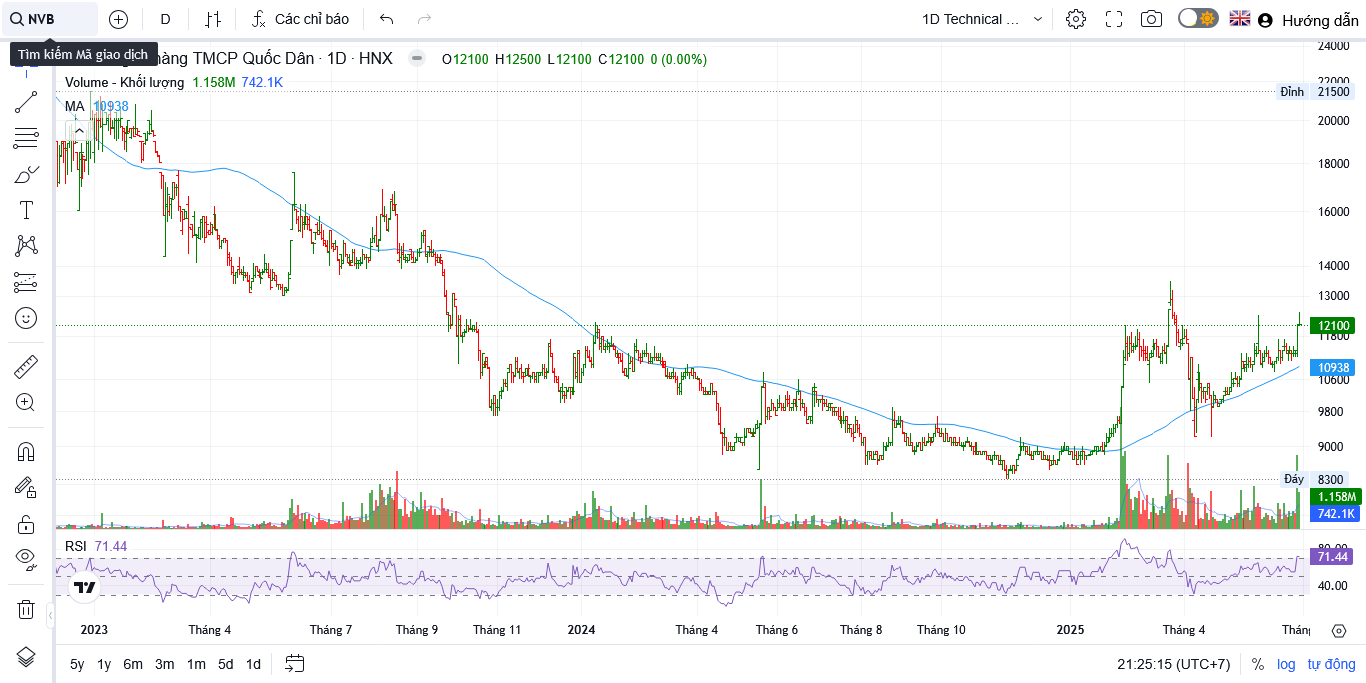 NVB
D
Các chỉ báo
1D Technical ...
Hướng dẫn
Tìm kiếm Mã giao dịch
hàng TMCP Quốc Dân · 1D · HNX
O12100 H12500 L12100 C12100 0 (0.00%)
Volume - Khối lượng 1.158M 742.1K
MA 10938
24000
22000
Đỉnh 21500
20000
18000
16000
14000
13000
12100
11800
10938
10600
9800
9000
Đáy 8300
1.158M
742.1K
RSI 71.44
80.00
71.44
40.00
2023 Tháng 4 Tháng 7 Tháng 9 Tháng 11 2024 Tháng 4 Tháng 6 Tháng 8 Tháng 10 2025 Tháng 4 Tháng
5y 1y 6m 3m 1m 5d 1d
21:25:15 (UTC+7) % log tự động